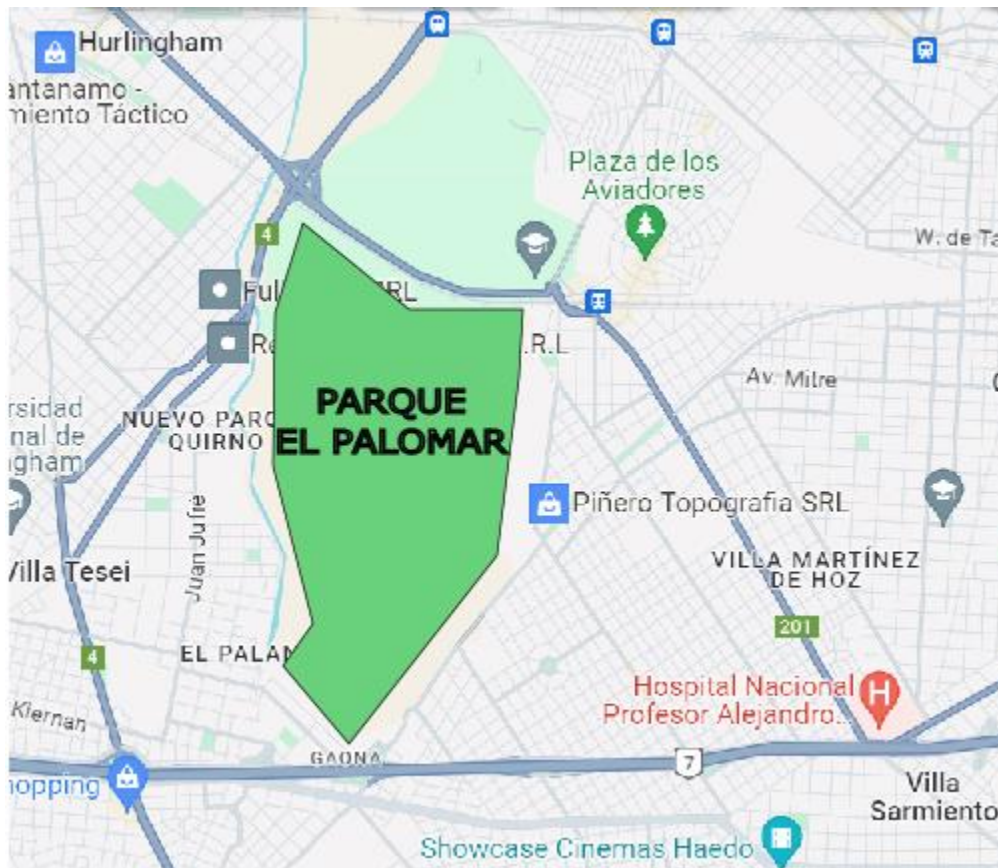 Hurlingham
antanamo -
miento Táctico
Plaza de los
Aviadores
4
W. de Ta
Ful
RL
Re
.R.L
Av. Mitre
PARQUE
EL PALOMAR
rsidad
nal de
ngham
NUEVO PARQ
QUIRNO
Juan Jufre
Piñero Topografia SRL
Villa Tesei
VILLA MARTÍNEZ
DE HOZ
201
EL PALAN
4
Kiernan
Hospital Nacional
Profesor Alejandro...
GAONA
7
hopping
Villa
Sarmiento
Showcase Cinemas Haedo